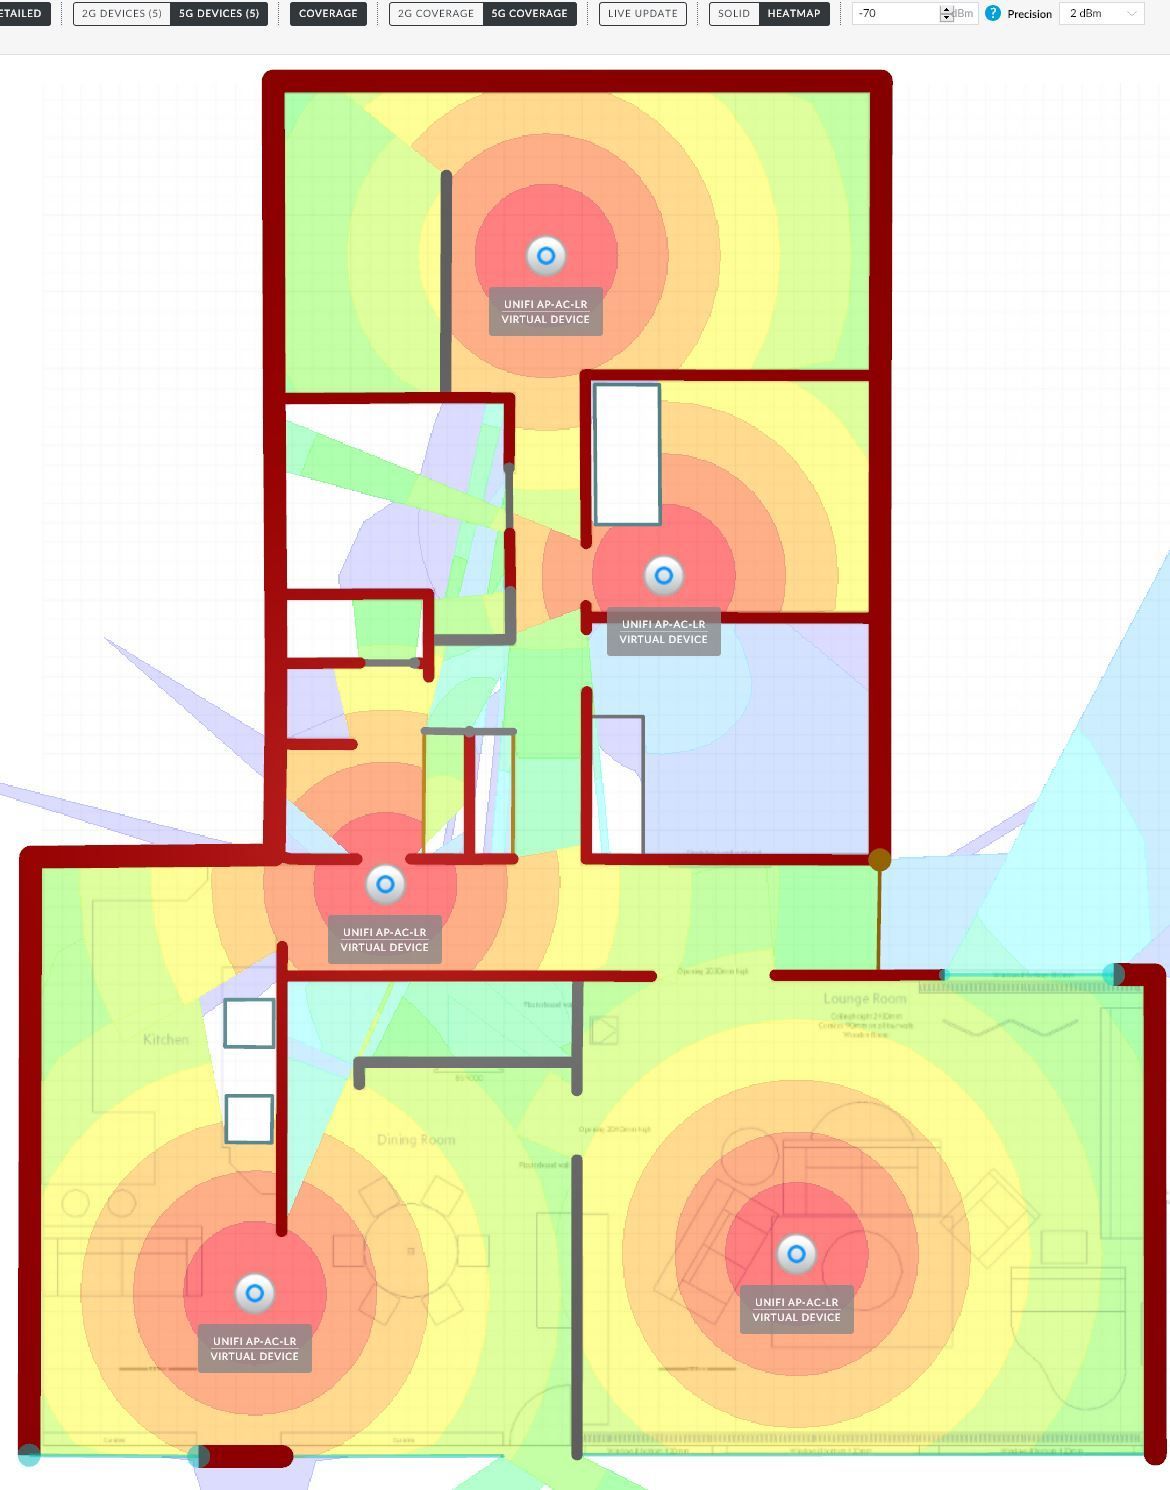 2G DEVICES (5) 5G DEVICES (5) COVERAGE 2G COVERAGE 5G COVERAGE LIVE UPDATE SOLID HEATMAP -70 dBm ? Precision 2 dBm
UNIFI AP-AC-LR
VIRTUAL DEVICE
UNIFI AP-AC-LR
VIRTUAL DEVICE
UNIFI AP-AC-LR
VIRTUAL DEVICE
Lounge Room
Kitchen
Dining Room
UNIFI AP-AC-LR
VIRTUAL DEVICE
UNIFI AP-AC-LR
VIRTUAL DEVICE